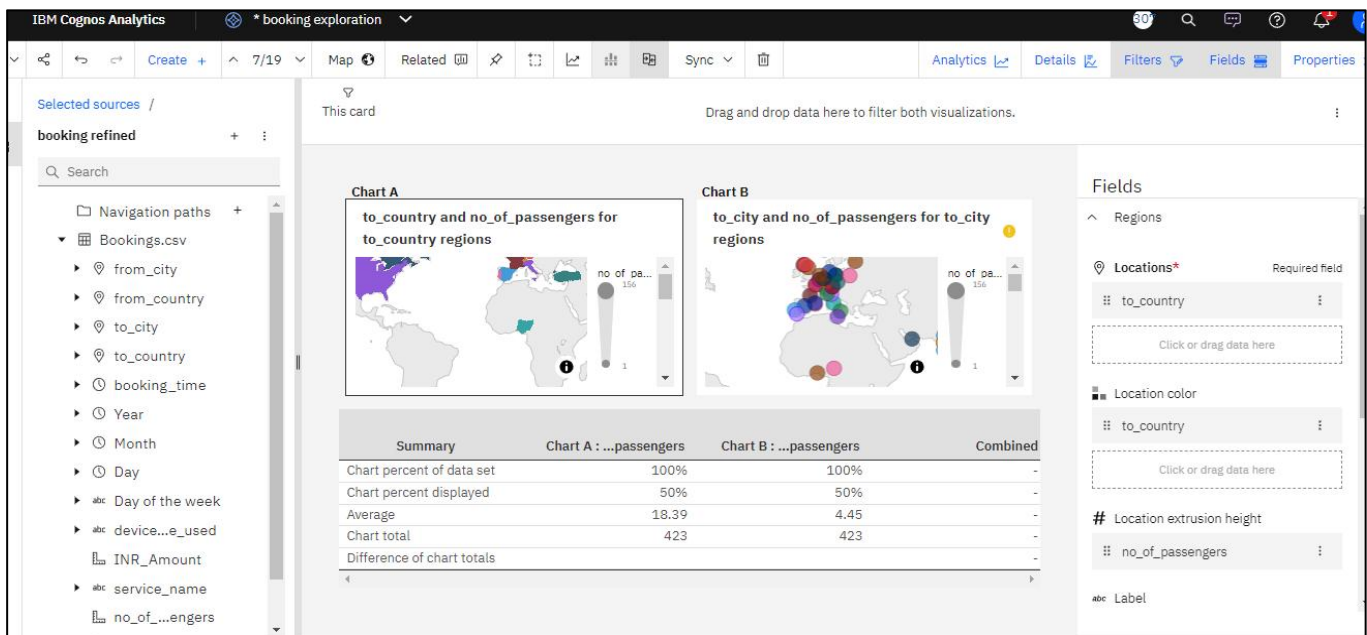 IBM Cognos Analytics * booking exploration 30°
1
Create + 7/19 Map Related Sync Analytics Details Filters Fields Properties
Selected sources /
booking refined + ⋮
Search
Navigation paths +
Bookings.csv
from_city
from_country
to_city
to_country
booking_time
Year
Month
Day
abc Day of the week
abc device...e_used
INR_Amount
abc service_name
no_of_...engers
This card
Drag and drop data here to filter both visualizations.
Chart A
to_country and no_of_passengers for
to_country regions
no of pa...
156
1
Chart B
to_city and no_of_passengers for to_city
regions
no of pa...
156
1
Summary Chart A : ...passengers Chart B : ...passengers Combined
Chart percent of data set 100% 100% -
Chart percent displayed 50% 50% -
Average 18.39 4.45 -
Chart total 423 423 -
Difference of chart totals -
Fields
Regions
Locations* Required field
to_country
Click or drag data here
Location color
to_country
Click or drag data here
# Location extrusion height
no_of_passengers
abc Label